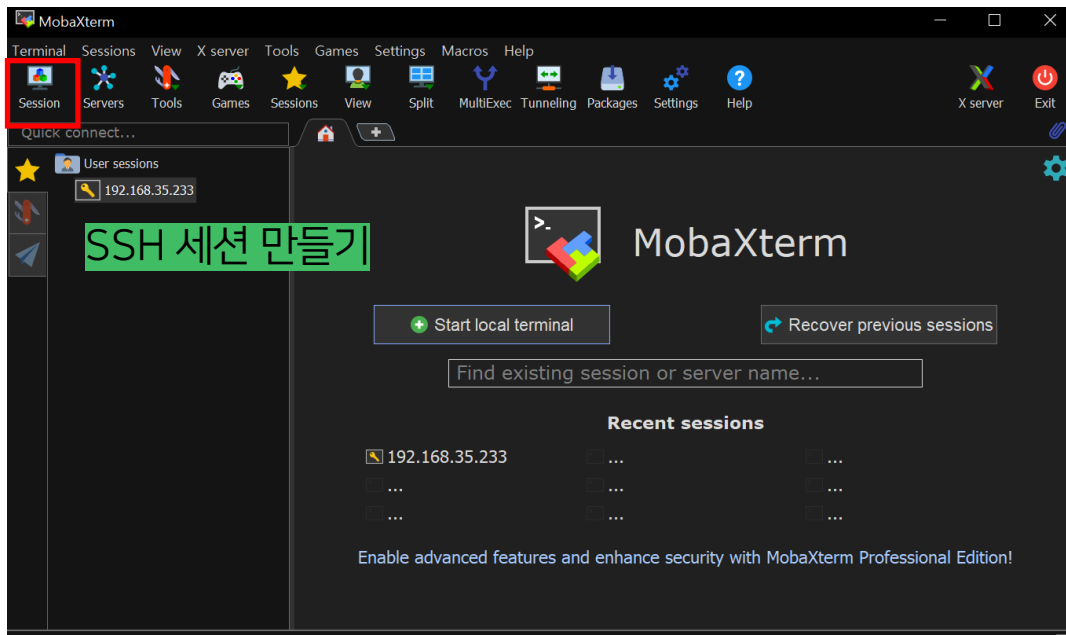 MobaXterm
Terminal Sessions View X server Tools Games Settings Macros Help
Session Servers Tools Games Sessions View Split MultiExec Tunneling Packages Settings Help X server Exit
Quick connect...
User sessions
192.168.35.233
SSH 세션 만들기
MobaXterm
Start local terminal
Recover previous sessions
Find existing session or server name...
Recent sessions
192.168.35.233 ... ...
... ... ...
... ... ...
Enable advanced features and enhance security with MobaXterm Professional Edition!